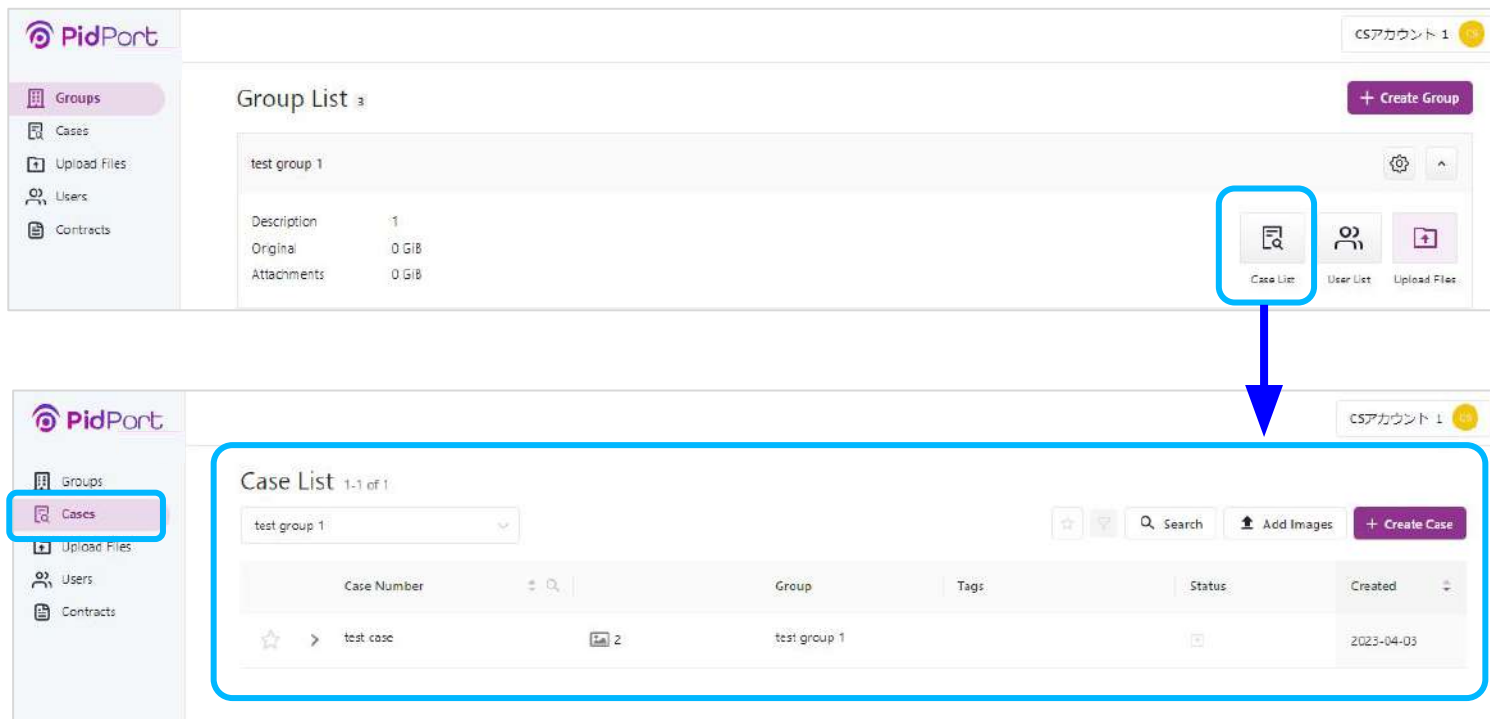 PidPort
CSアカウント 1 CS
Groups
Cases
Upload Files
Users
Contracts
Group List 3
+ Create Group
test group 1
Description 1
Original 0 GiB
Attachments 0 GiB
Case List User List Upload Files
PidPort
CSアカウント 1 CS
Groups
Cases
Upload Files
Users
Contracts
Case List 1-1 of 1
test group 1
Search Add Images + Create Case
Case Number Group Tags Status Created
test case 2 test group 1 2023-04-03